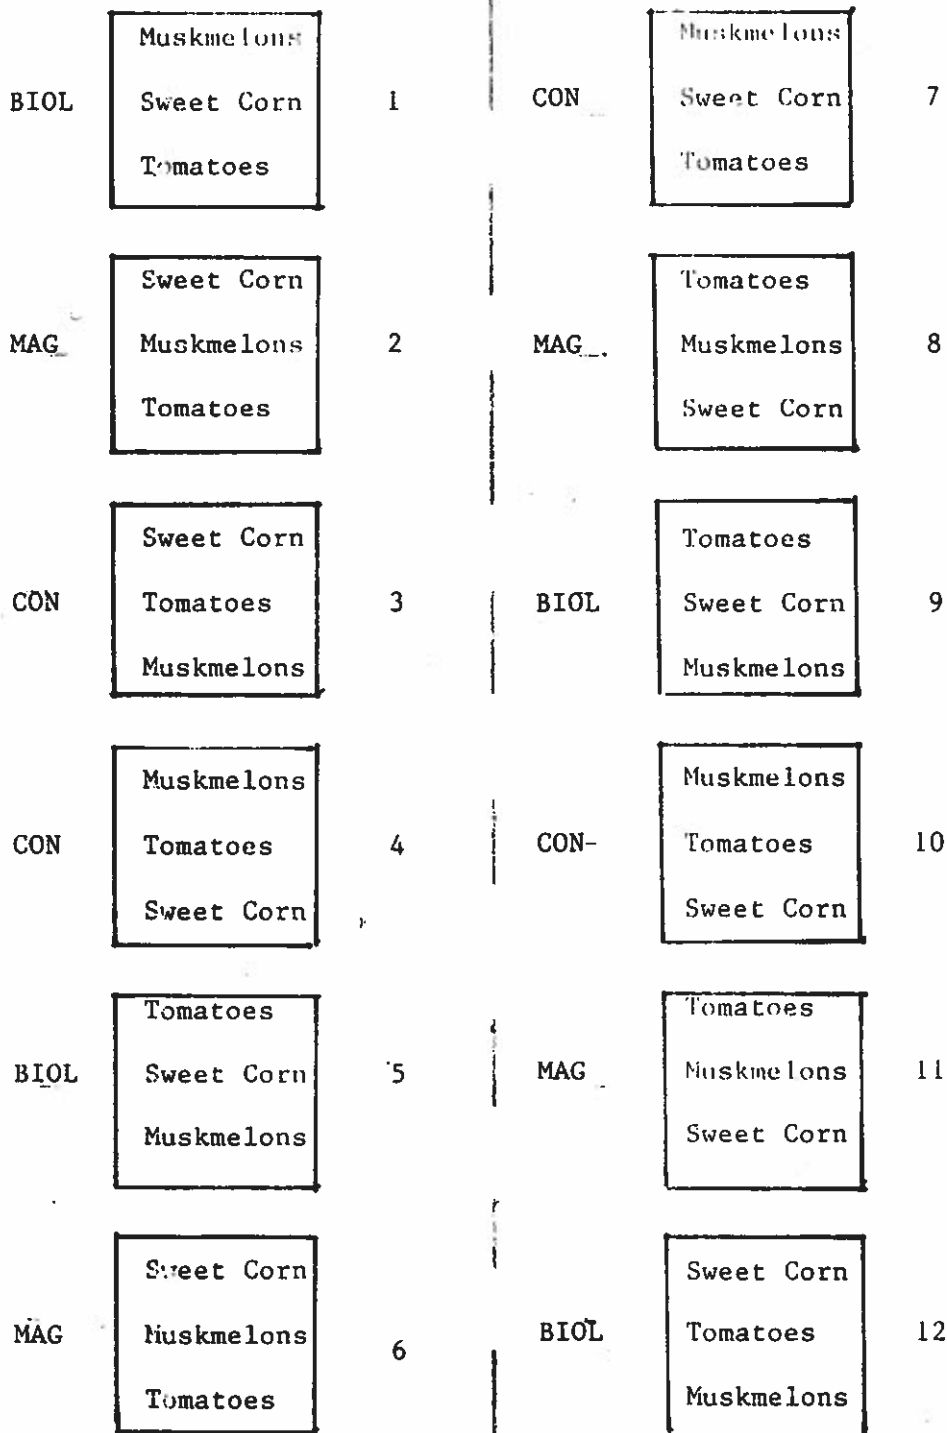 Muskmelons
BIOL Sweet Corn 1
Tomatoes
Sweet Corn
MAG Muskmelons 2
Tomatoes
Sweet Corn
CON Tomatoes 3
Muskmelons
Muskmelons
CON Tomatoes 4
Sweet Corn
Tomatoes
BIOL Sweet Corn 5
Muskmelons
Sweet Corn
MAG Muskmelons 6
Tomatoes
Muskmelons
CON Sweet Corn 7
Tomatoes
Tomatoes
MAG Muskmelons 8
Sweet Corn
Tomatoes
BIOL Sweet Corn 9
Muskmelons
Muskmelons
CON- Tomatoes 10
Sweet Corn
Tomatoes
MAG Muskmelons 11
Sweet Corn
Sweet Corn
BIOL Tomatoes 12
Muskmelons